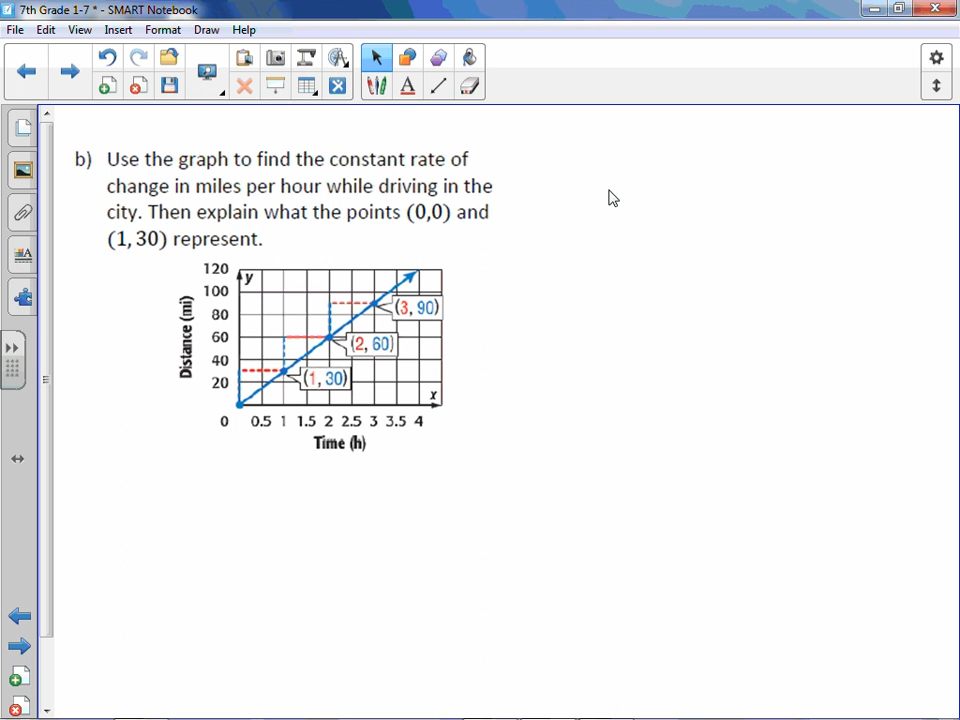 7th Grade 1-7 * - SMART Notebook
File Edit View Insert Format Draw Help
b) Use the graph to find the constant rate of
change in miles per hour while driving in the
city. Then explain what the points (0,0) and
(1, 30) represent.
120
y
100
(3, 90)
80
60
(2, 60)
40
(1, 30)
20
x
0 0.5 1 1.5 2 2.5 3 3.5 4
Distance (mi)
Time (h)